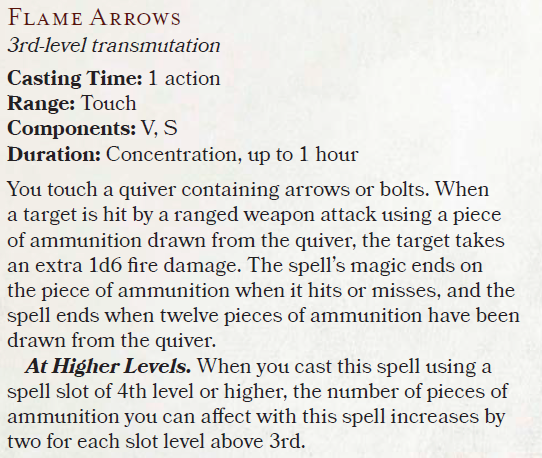 Flame Arrows
3rd-level transmutation
Casting Time: 1 action
Range: Touch
Components: V, S
Duration: Concentration, up to 1 hour
You touch a quiver containing arrows or bolts. When
a target is hit by a ranged weapon attack using a piece
of ammunition drawn from the quiver, the target takes
an extra 1d6 fire damage. The spell's magic ends on
the piece of ammunition when it hits or misses, and the
spell ends when twelve pieces of ammunition have been
drawn from the quiver.
At Higher Levels. When you cast this spell using a
spell slot of 4th level or higher, the number of pieces of
ammunition you can affect with this spell increases by
two for each slot level above 3rd.